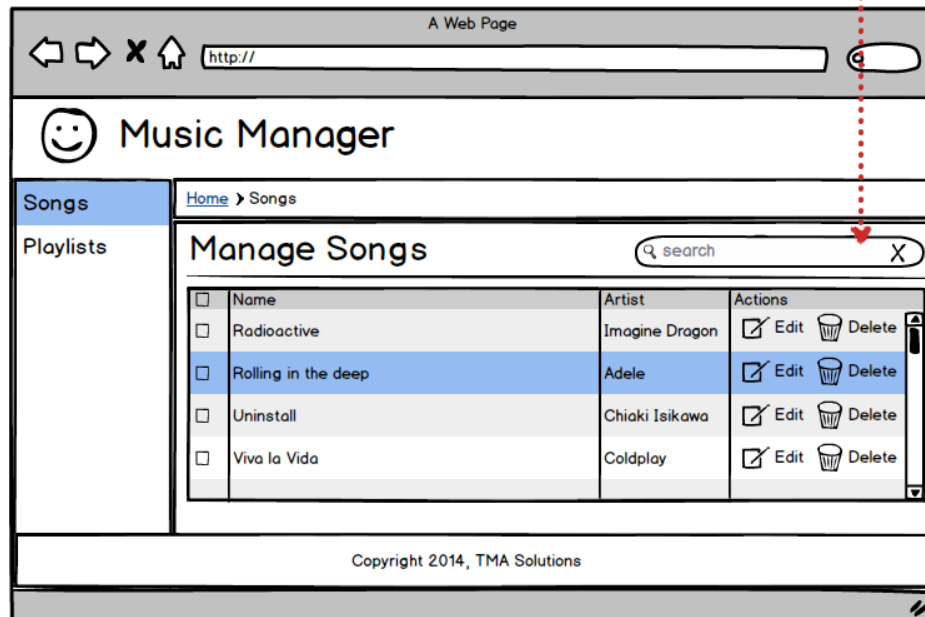 A Web Page
http://
Music Manager
Songs
Playlists
Home > Songs
Manage Songs
search X
Name Artist Actions
Radioactive Imagine Dragon Edit Delete
Rolling in the deep Adele Edit Delete
Uninstall Chiaki Isikawa Edit Delete
Viva la Vida Coldplay Edit Delete
Copyright 2014, TMA Solutions